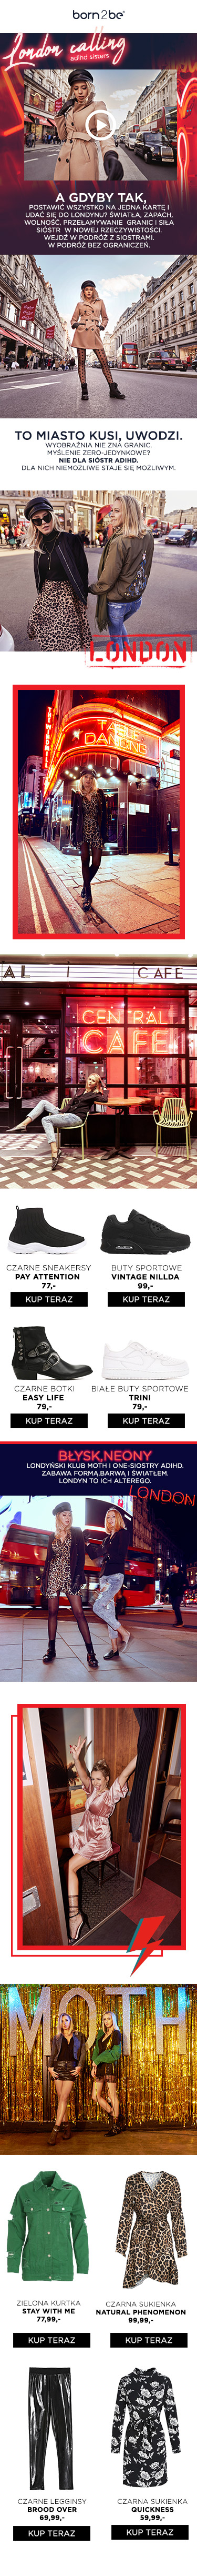 born2be
London calling
adihd sisters
A GDYBY TAK,
POSTAWIĆ WSZYSTKO NA JEDNĄ KARTĘ I
UDAĆ SIĘ DO LONDYNU? ŚWIATŁA, ZAPACH,
WOLNOŚĆ, PRZEŁAMYWANIE GRANIC I SIŁA
SIÓSTR W NOWEJ RZECZYWISTOŚCI.
WEJDŹ W PODRÓŻ Z SIOSTRAMI.
W PODRÓŻ BEZ OGRANICZEŃ.
TO MIASTO KUSI, UWODZI.
WYOBRAŹNIA NIE ZNA GRANIC.
MYŚLENIE ZERO-JEDYNKOWE?
NIE DLA SIÓSTR ADIHD.
DLA NICH NIEMOŻLIWE STAJE SIĘ MOŻLIWYM.
LONDON
TABLE
DANCING
CAFE
CENTRAL
CAFE
CZARNE SNEAKERSY
PAY ATTENTION
77,-
KUP TERAZ
BUTY SPORTOWE
VINTAGE NILLDA
99,-
KUP TERAZ
CZARNE BOTKI
EASY LIFE
79,-
KUP TERAZ
BIAŁE BUTY SPORTOWE
TRINI
79,-
KUP TERAZ
BŁYSK,NEONY
LONDYŃSKI KLUB MOTH I ONE-SIOSTRY ADIHD.
ZABAWA FORMĄ,BARWĄ I ŚWIATŁEM.
LONDYN TO ICH ALTEREGO.
LONDON
MOTH
ZIELONA KURTKA
STAY WITH ME
77,99,-
KUP TERAZ
CZARNA SUKIENKA
NATURAL PHENOMENON
99,99,-
KUP TERAZ
CZARNE LEGGINSY
BROOD OVER
69,99,-
KUP TERAZ
CZARNA SUKIENKA
QUICKNESS
59,99,-
KUP TERAZ